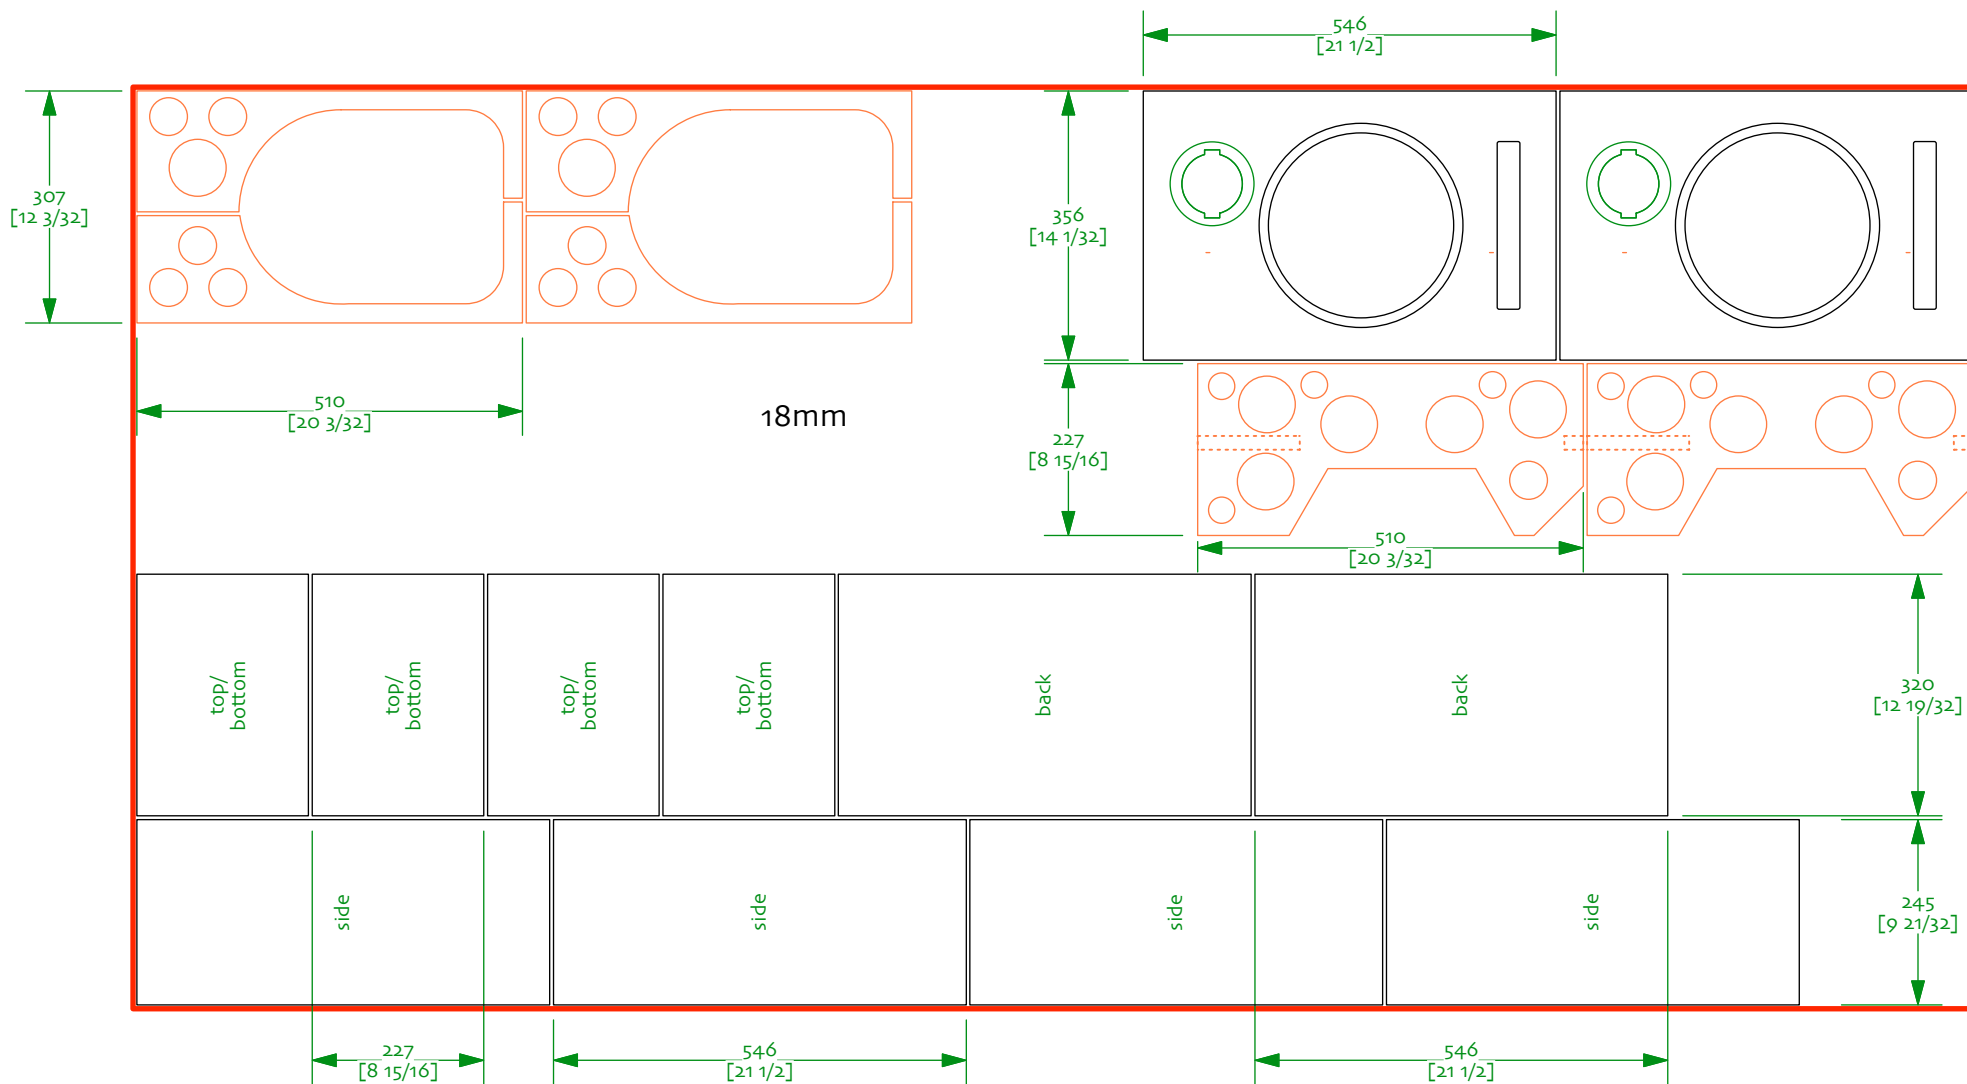 546
[21 1/2]
307
[12 3/32]
356
[14 1/32]
510
[20 3/32]
18mm
227
[8 15/16]
510
[20 3/32]
top/
bottom
top/
bottom
top/
bottom
top/
bottom
back
back
320
[12 19/32]
side
side
side
side
245
[9 21/32]
227
[8 15/16]
546
[21 1/2]
546
[21 1/2]